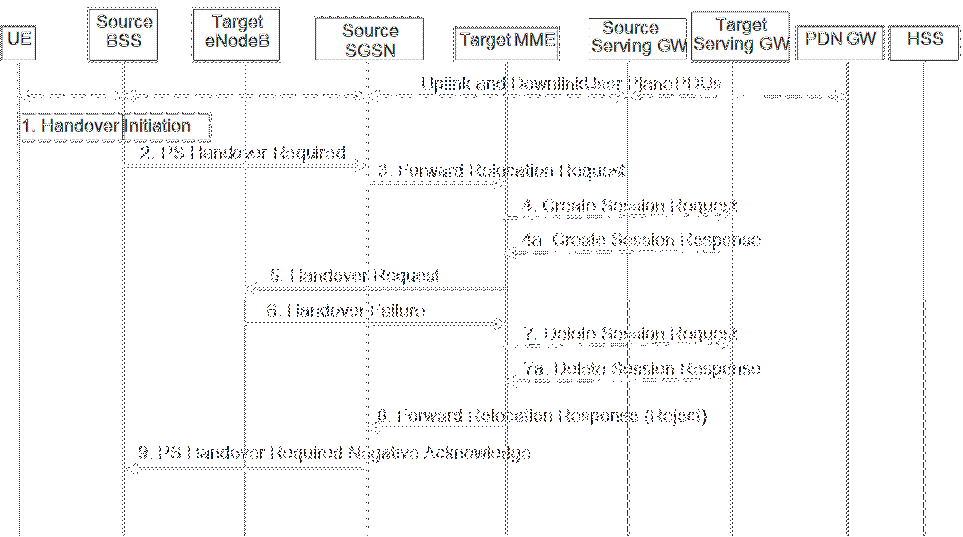 UE
Source
BSS
Target
eNodeB
Source
SGSN
Target MME
Source
Serving GW
Target
Serving GW
PDN GW
HSS
Uplink and Downlink User Plane PDUs
1. Handover Initiation
2. PS Handover Required
3. Forward Relocation Request
4. Create Session Request
4a. Create Session Response
5. Handover Request
6. Handover Failure
7. Delete Session Request
7a. Delete Session Response
8. Forward Relocation Response (Reject)
9. PS Handover Required Negative Acknowledge